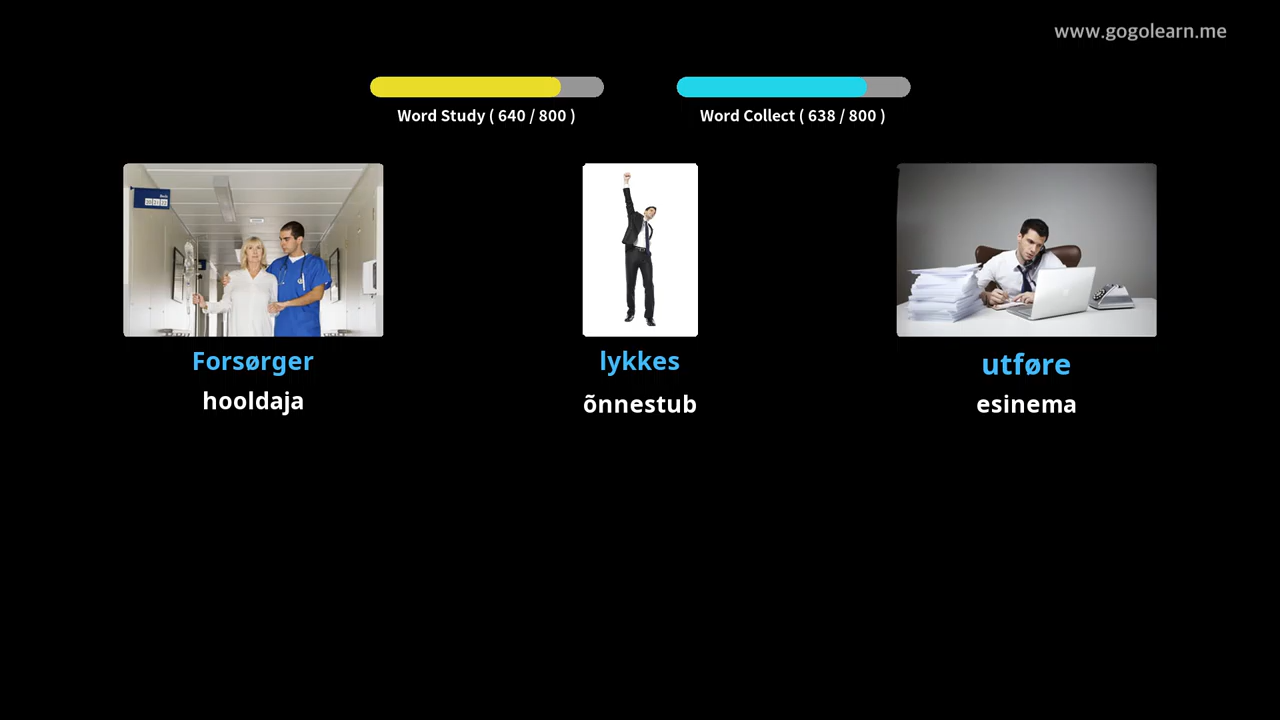 www.gogolearn.me
Word Study ( 640 / 800 )
Word Collect ( 638 / 800 )
Forsørger
hooldaja
lykkes
õnnestub
utføre
esinema